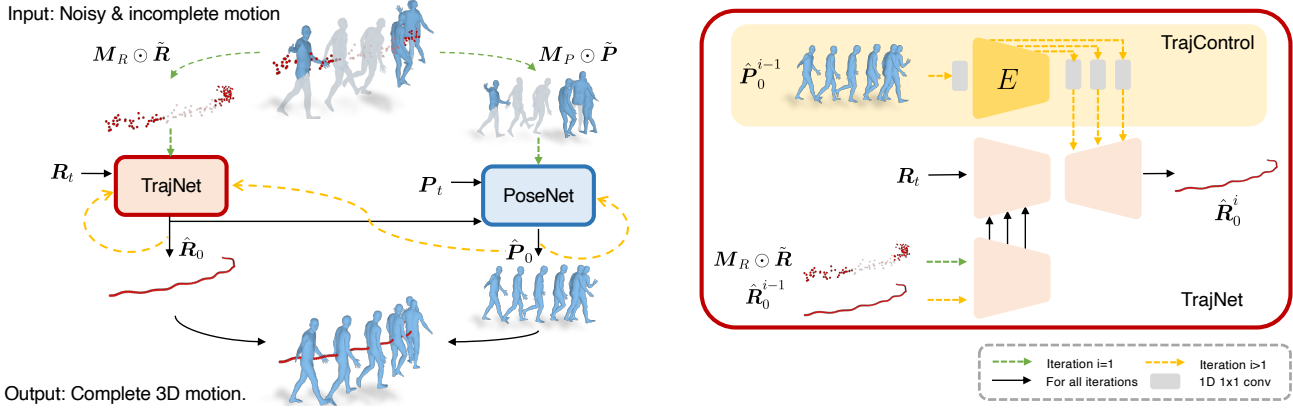 Input: Noisy & incomplete motion
M_R ⊙ R̃
M_P ⊙ P̃
R_t
TrajNet
P_t
PoseNet
R̂_0
P̂_0
Output: Complete 3D motion.
TrajControl
P̂_0^{i-1}
E
R_t
R̂_0^i
M_R ⊙ R̃
R̂_0^{i-1}
TrajNet
Iteration i=1
Iteration i>1
For all iterations
1D 1x1 conv